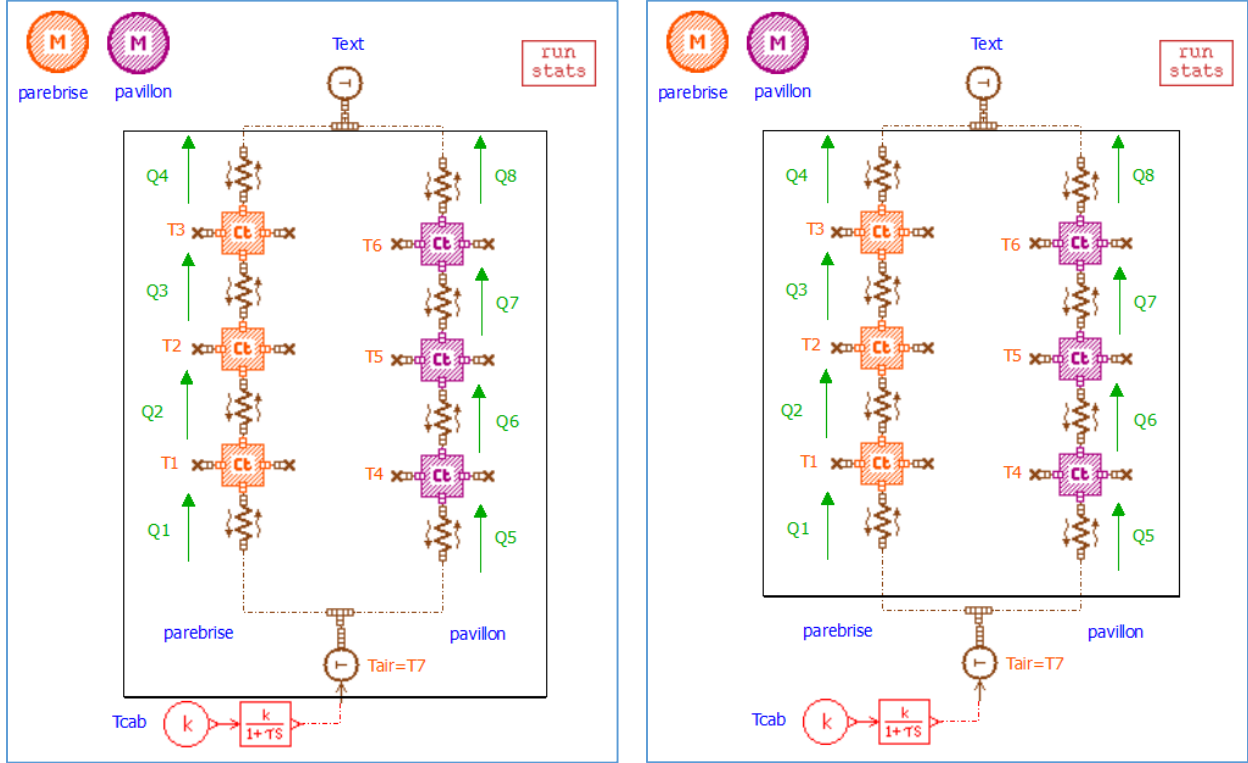 M
M
parebrise
pavillon
Text
run
stats
T
Q4
Q8
T3
Ct
T6
Ct
Q3
Q7
T2
Ct
T5
Ct
Q2
Q6
T1
Ct
T4
Ct
Q1
Q5
parebrise
pavillon
T
Tair=T7
Tcab
k
k
1+τs
M
M
parebrise
pavillon
Text
run
stats
T
Q4
Q8
T3
Ct
T6
Ct
Q3
Q7
T2
Ct
T5
Ct
Q2
Q6
T1
Ct
T4
Ct
Q1
Q5
parebrise
pavillon
T
Tair=T7
Tcab
k
k
1+τs